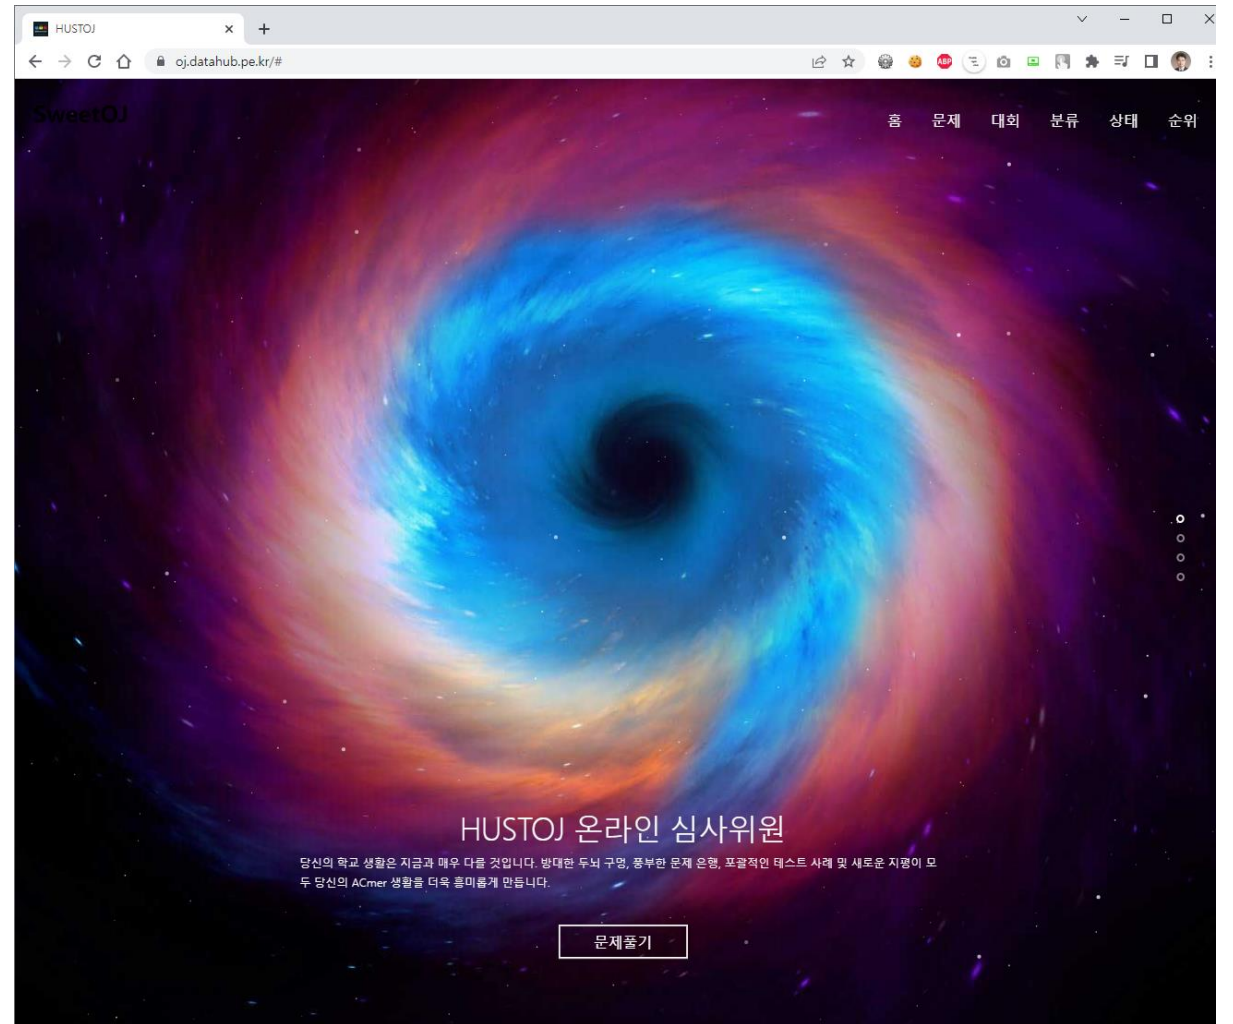 HUSTOJ
oj.datahub.pe.kr/#
ABP
SweetOJ
홈 문제 대회 분류 상태 순위
HUSTOJ 온라인 심사위원
당신의 학교 생활은 지금과 매우 다를 것입니다. 방대한 두뇌 구멍, 풍부한 문제 은행, 포괄적인 테스트 사례 및 새로운 지평이 모
두 당신의 ACmer 생활을 더욱 흥미롭게 만듭니다.
문제풀기